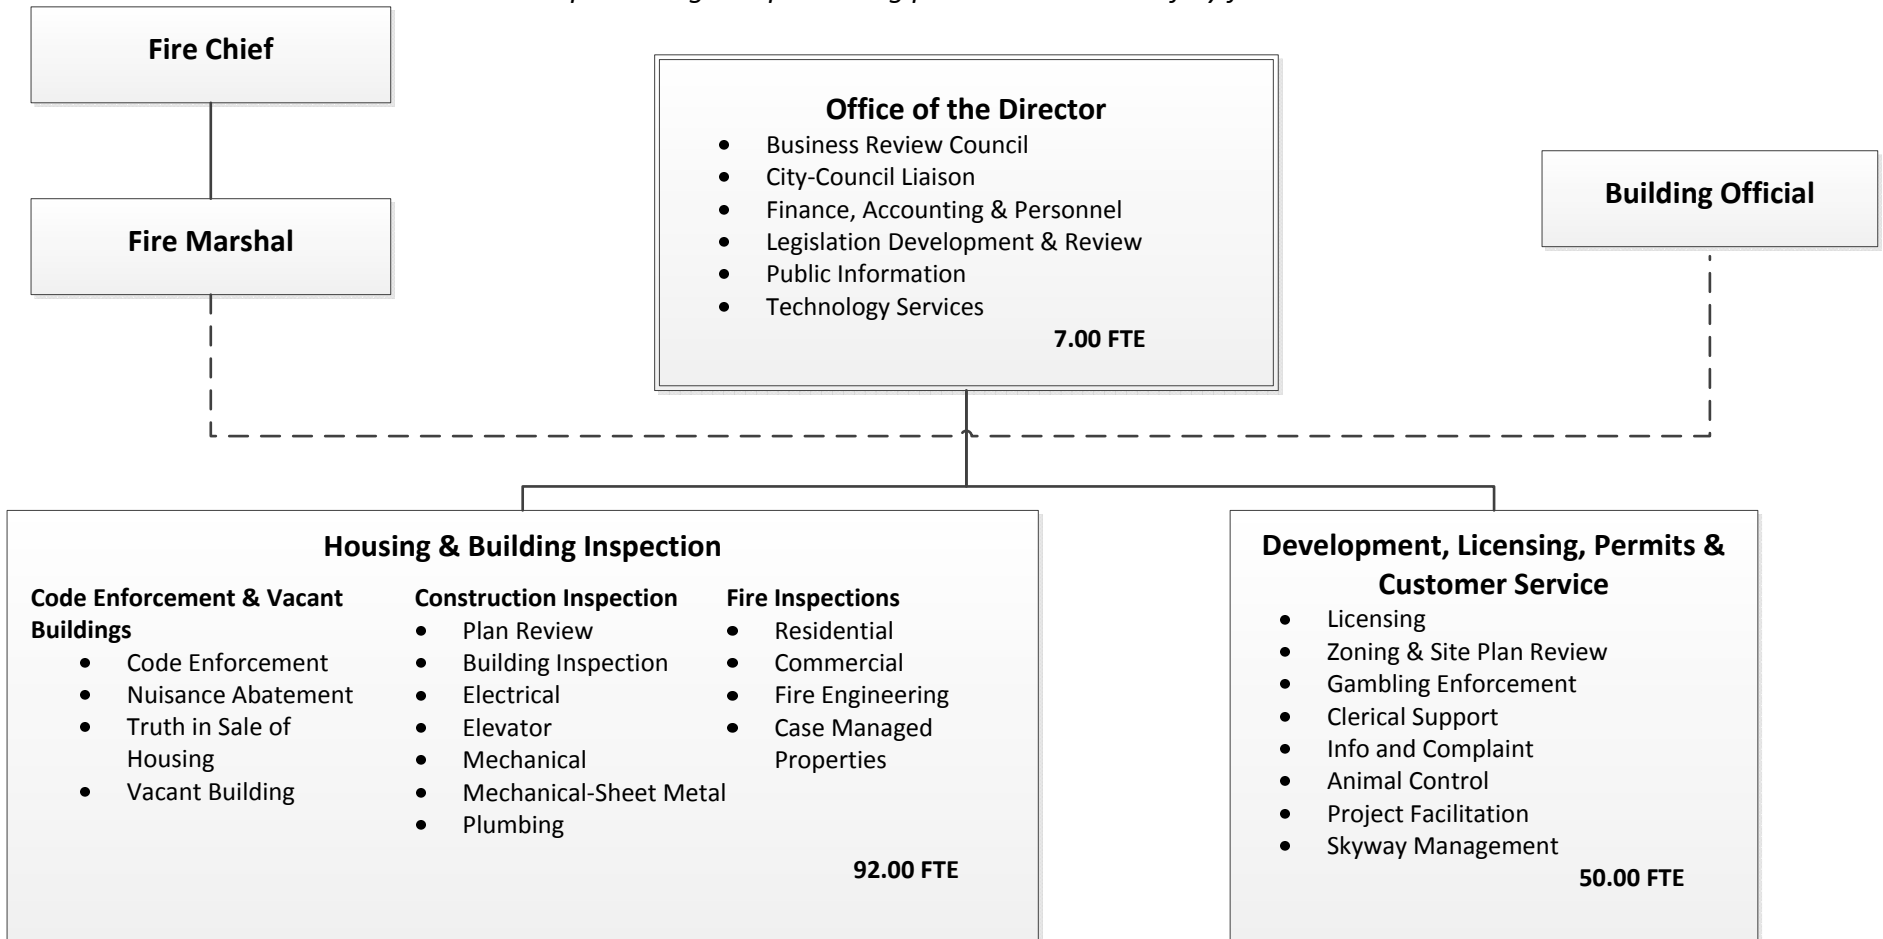 Fire Chief
Fire Marshal
Office of the Director
• Business Review Council
• City-Council Liaison
• Finance, Accounting & Personnel
• Legislation Development & Review
• Public Information
• Technology Services
7.00 FTE
Building Official
Housing & Building Inspection
Code Enforcement & Vacant
Buildings
• Code Enforcement
• Nuisance Abatement
• Truth in Sale of
Housing
• Vacant Building
Construction Inspection
• Plan Review
• Building Inspection
• Electrical
• Elevator
• Mechanical
• Mechanical-Sheet Metal
• Plumbing
Fire Inspections
• Residential
• Commercial
• Fire Engineering
• Case Managed
Properties
92.00 FTE
Development, Licensing, Permits &
Customer Service
• Licensing
• Zoning & Site Plan Review
• Gambling Enforcement
• Clerical Support
• Info and Complaint
• Animal Control
• Project Facilitation
• Skyway Management
50.00 FTE